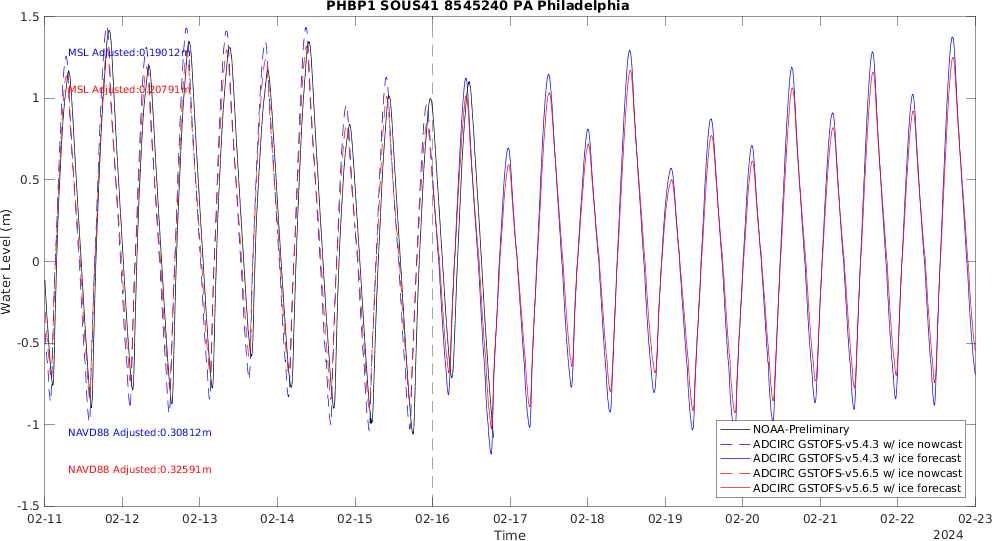 PHBP1 SOUS41 8545240 PA Philadelphia
1.5
1
0.5
0
-0.5
-1
-1.5
Water Level (m)
MSL Adjusted:0.19012m
MSL Adjusted:0.20791m
NAVD88 Adjusted:0.30812m
NAVD88 Adjusted:0.32591m
NOAA-Preliminary
ADCIRC GSTOFS-v5.4.3 w/ ice nowcast
ADCIRC GSTOFS-v5.4.3 w/ ice forecast
ADCIRC GSTOFS-v5.6.5 w/ ice nowcast
ADCIRC GSTOFS-v5.6.5 w/ ice forecast
02-11 02-12 02-13 02-14 02-15 02-16 02-17 02-18 02-19 02-20 02-21 02-22 02-23
Time
2024